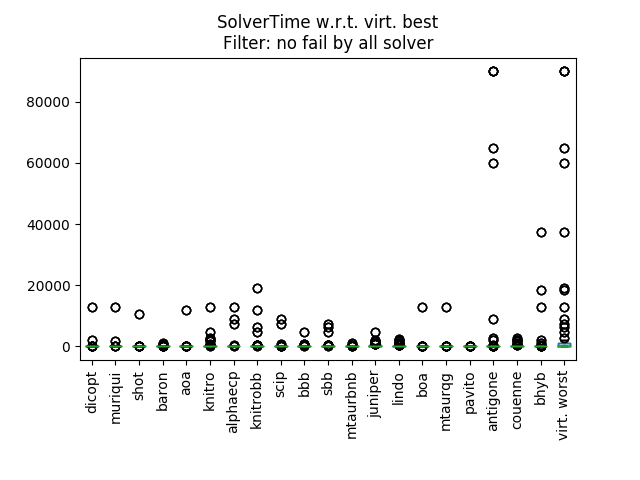 SolverTime w.r.t. virt. best
Filter: no fail by all solver
80000
60000
40000
20000
0
dicopt
muriqui
shot
baron
aoa
knitro
alphaecp
knitrobb
scip
bbb
sbb
mtaurbnb
juniper
lindo
boa
mtaurqg
pavito
antigone
couenne
bhyb
virt. worst